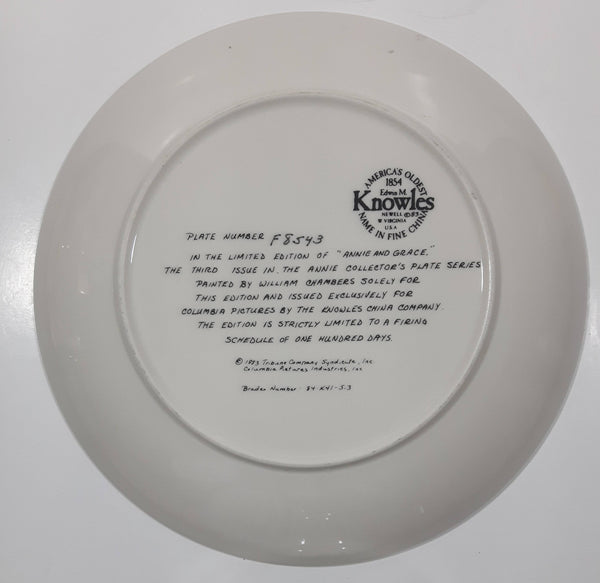 AMERICA'S OLDEST
1854
Edwin M.
Knowles
NEWELL ©83
W VIRGINIA
U S A
NAME IN FINE CHINA
PLATE NUMBER F8543
IN THE LIMITED EDITION OF "ANNIE AND GRACE."
THE THIRD ISSUE IN THE ANNIE COLLECTOR'S PLATE SERIES
PAINTED BY WILLIAM CHAMBERS SOLELY FOR
THIS EDITION AND ISSUED EXCLUSIVELY FOR
COLUMBIA PICTURES BY THE KNOWLES CHINA COMPANY.
THE EDITION IS STRICTLY LIMITED TO A FIRING
SCHEDULE OF ONE HUNDRED DAYS.
© 1983 Tribune Company Syndicate, Inc
Columbia Pictures Industries, Inc
Bradex Number: 84-K41-5.3